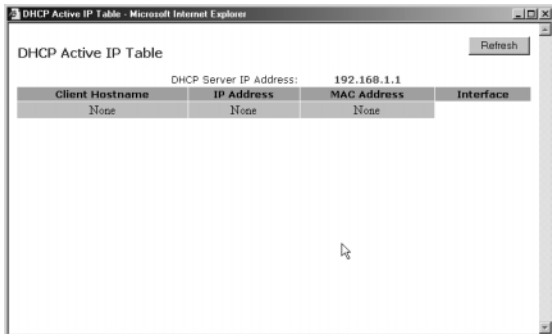 DHCP Active IP Table - Microsoft Internet Explorer
DHCP Active IP Table
Refresh
DHCP Server IP Address: 192.168.1.1
Client Hostname IP Address MAC Address Interface
None None None